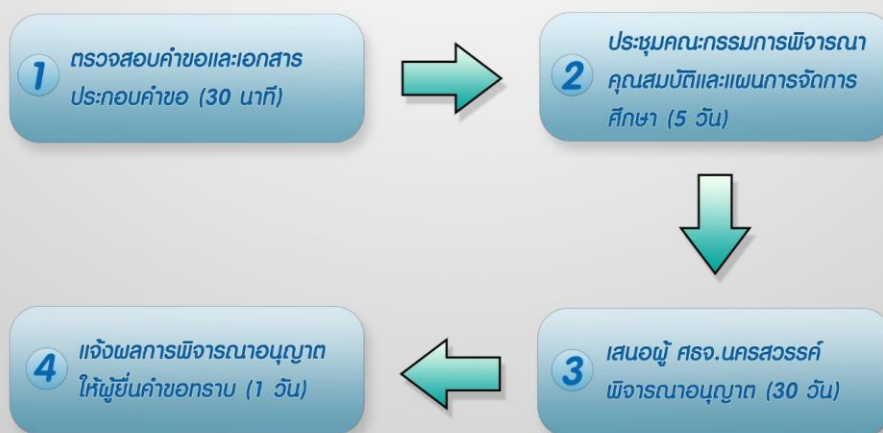 1
ตรวจสอบคำขอและเอกสาร
ประกอบคำขอ (30 นาที)
2
ประชุมคณะกรรมการพิจารณา
คุณสมบัติและแผนการจัดการ
ศึกษา (5 วัน)
3
เสนอผู้ ศธจ.นครสวรรค์
พิจารณาอนุญาต (30 วัน)
4
แจ้งผลการพิจารณาอนุญาต
ให้ผู้ยื่นคำขอทราบ (1 วัน)